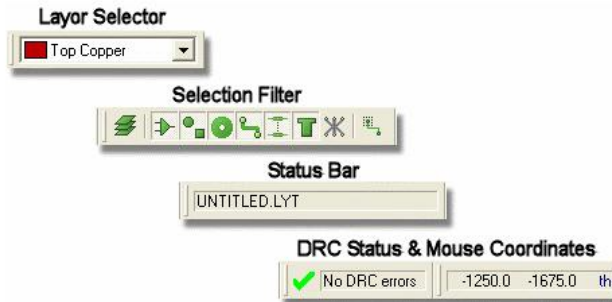 Layor Selector
Top Copper
Selection Filter
Status Bar
UNTITLED.LYT
DRC Status & Mouse Coordinates
No DRC errors -1250.0 -1675.0 th